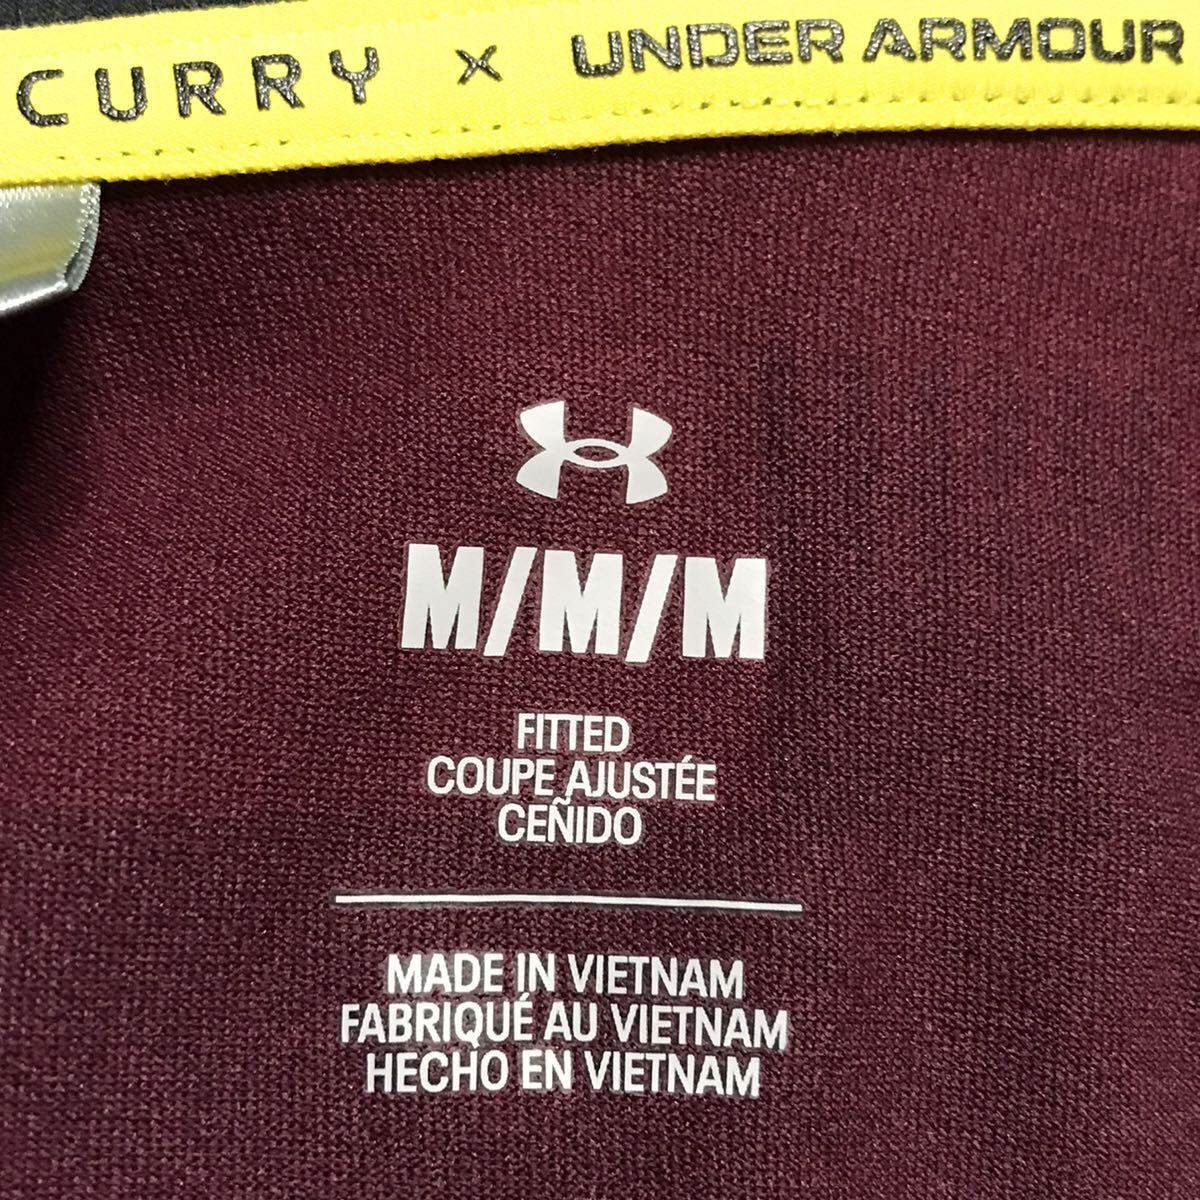 CURRY x UNDER ARMOUR
M/M/M
FITTED
COUPE AJUSTÉE
CEÑIDO
MADE IN VIETNAM
FABRIQUÉ AU VIETNAM
HECHO EN VIETNAM